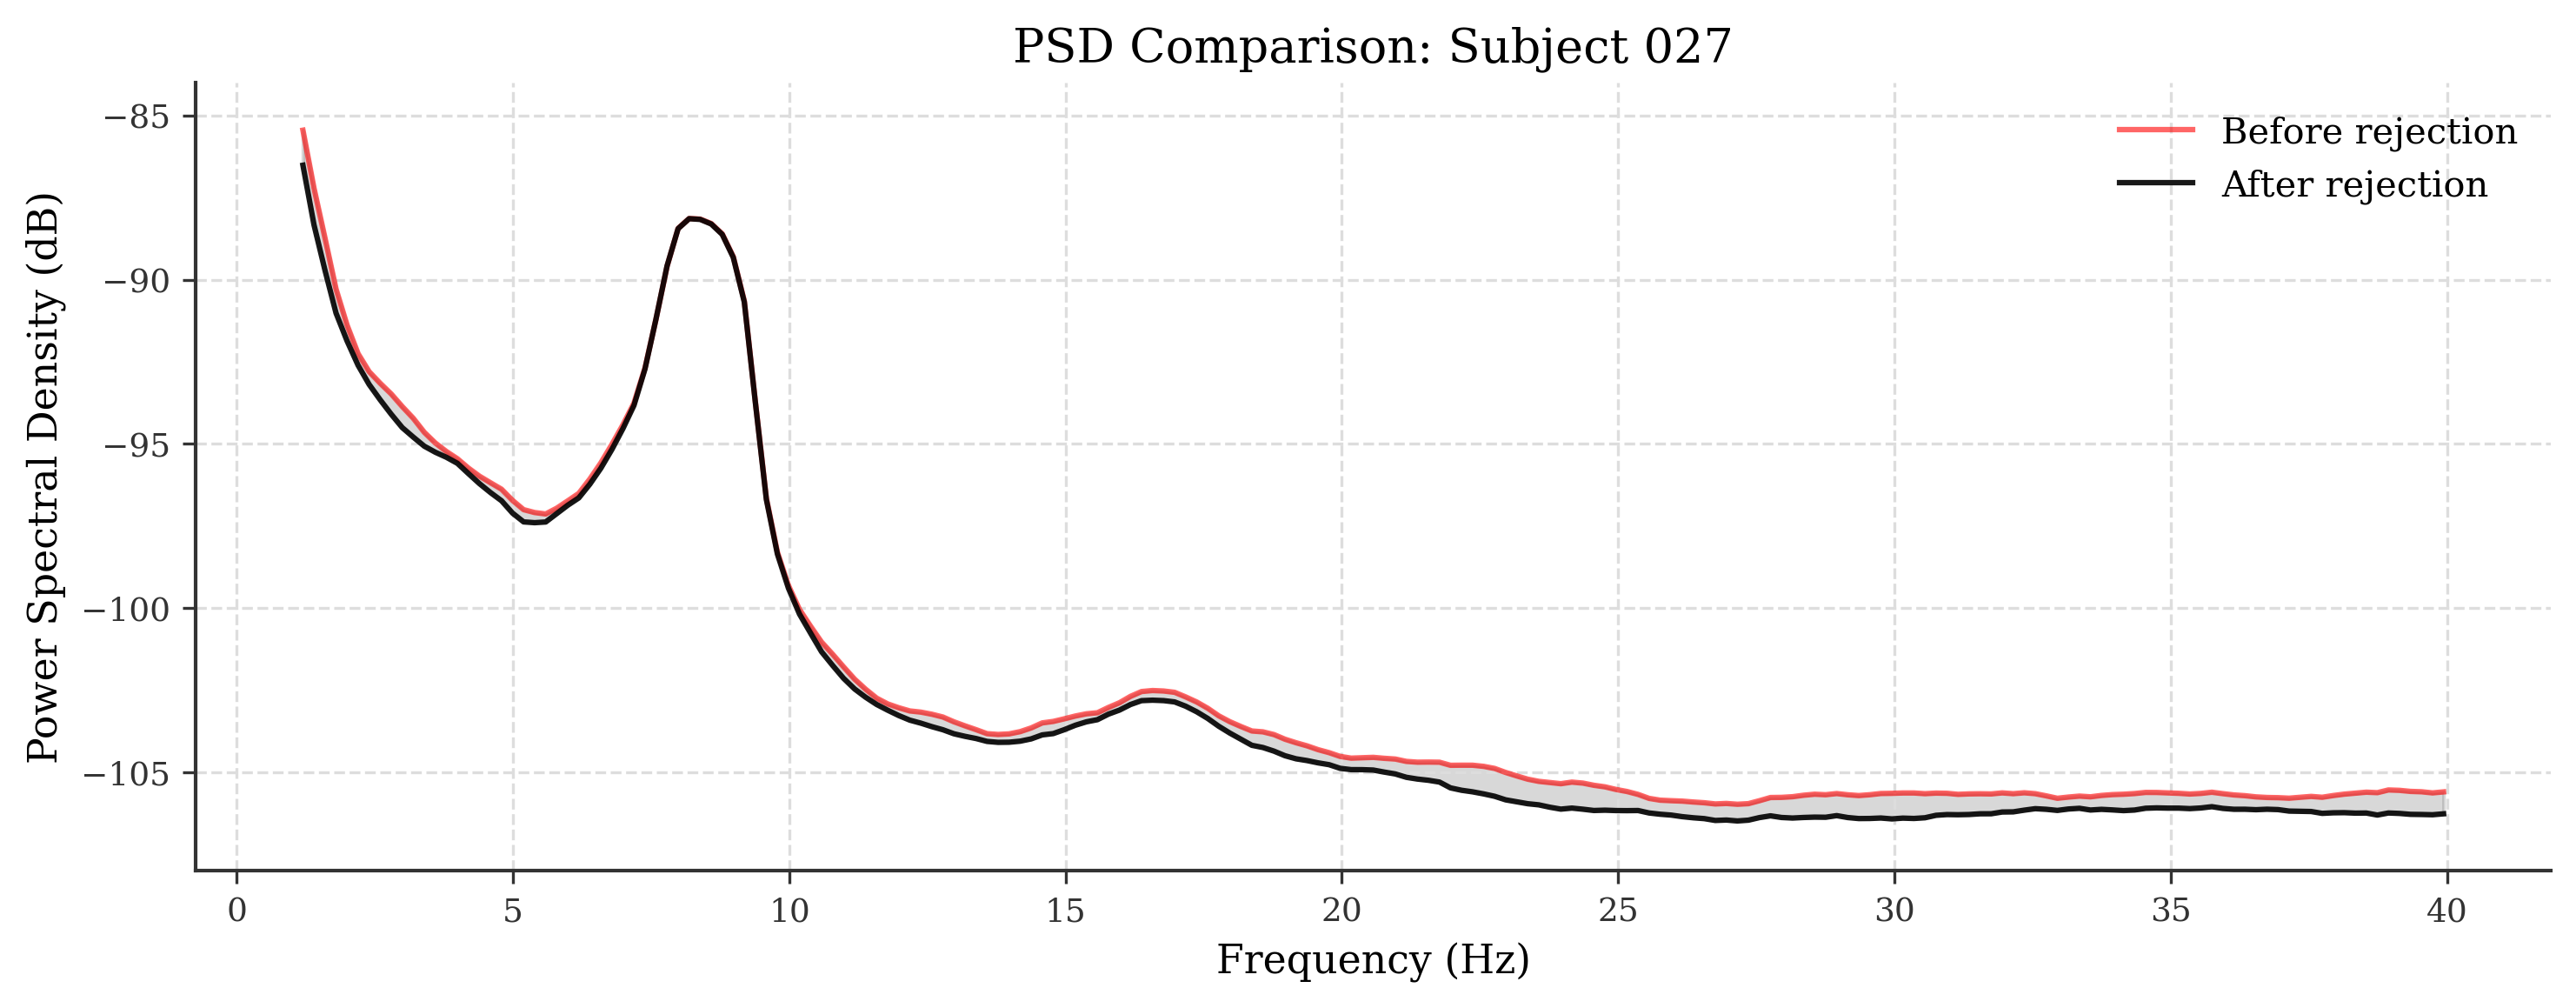 PSD Comparison: Subject 027
Before rejection
After rejection
Power Spectral Density (dB)
−85
−90
−95
−100
−105
0 5 10 15 20 25 30 35 40
Frequency (Hz)